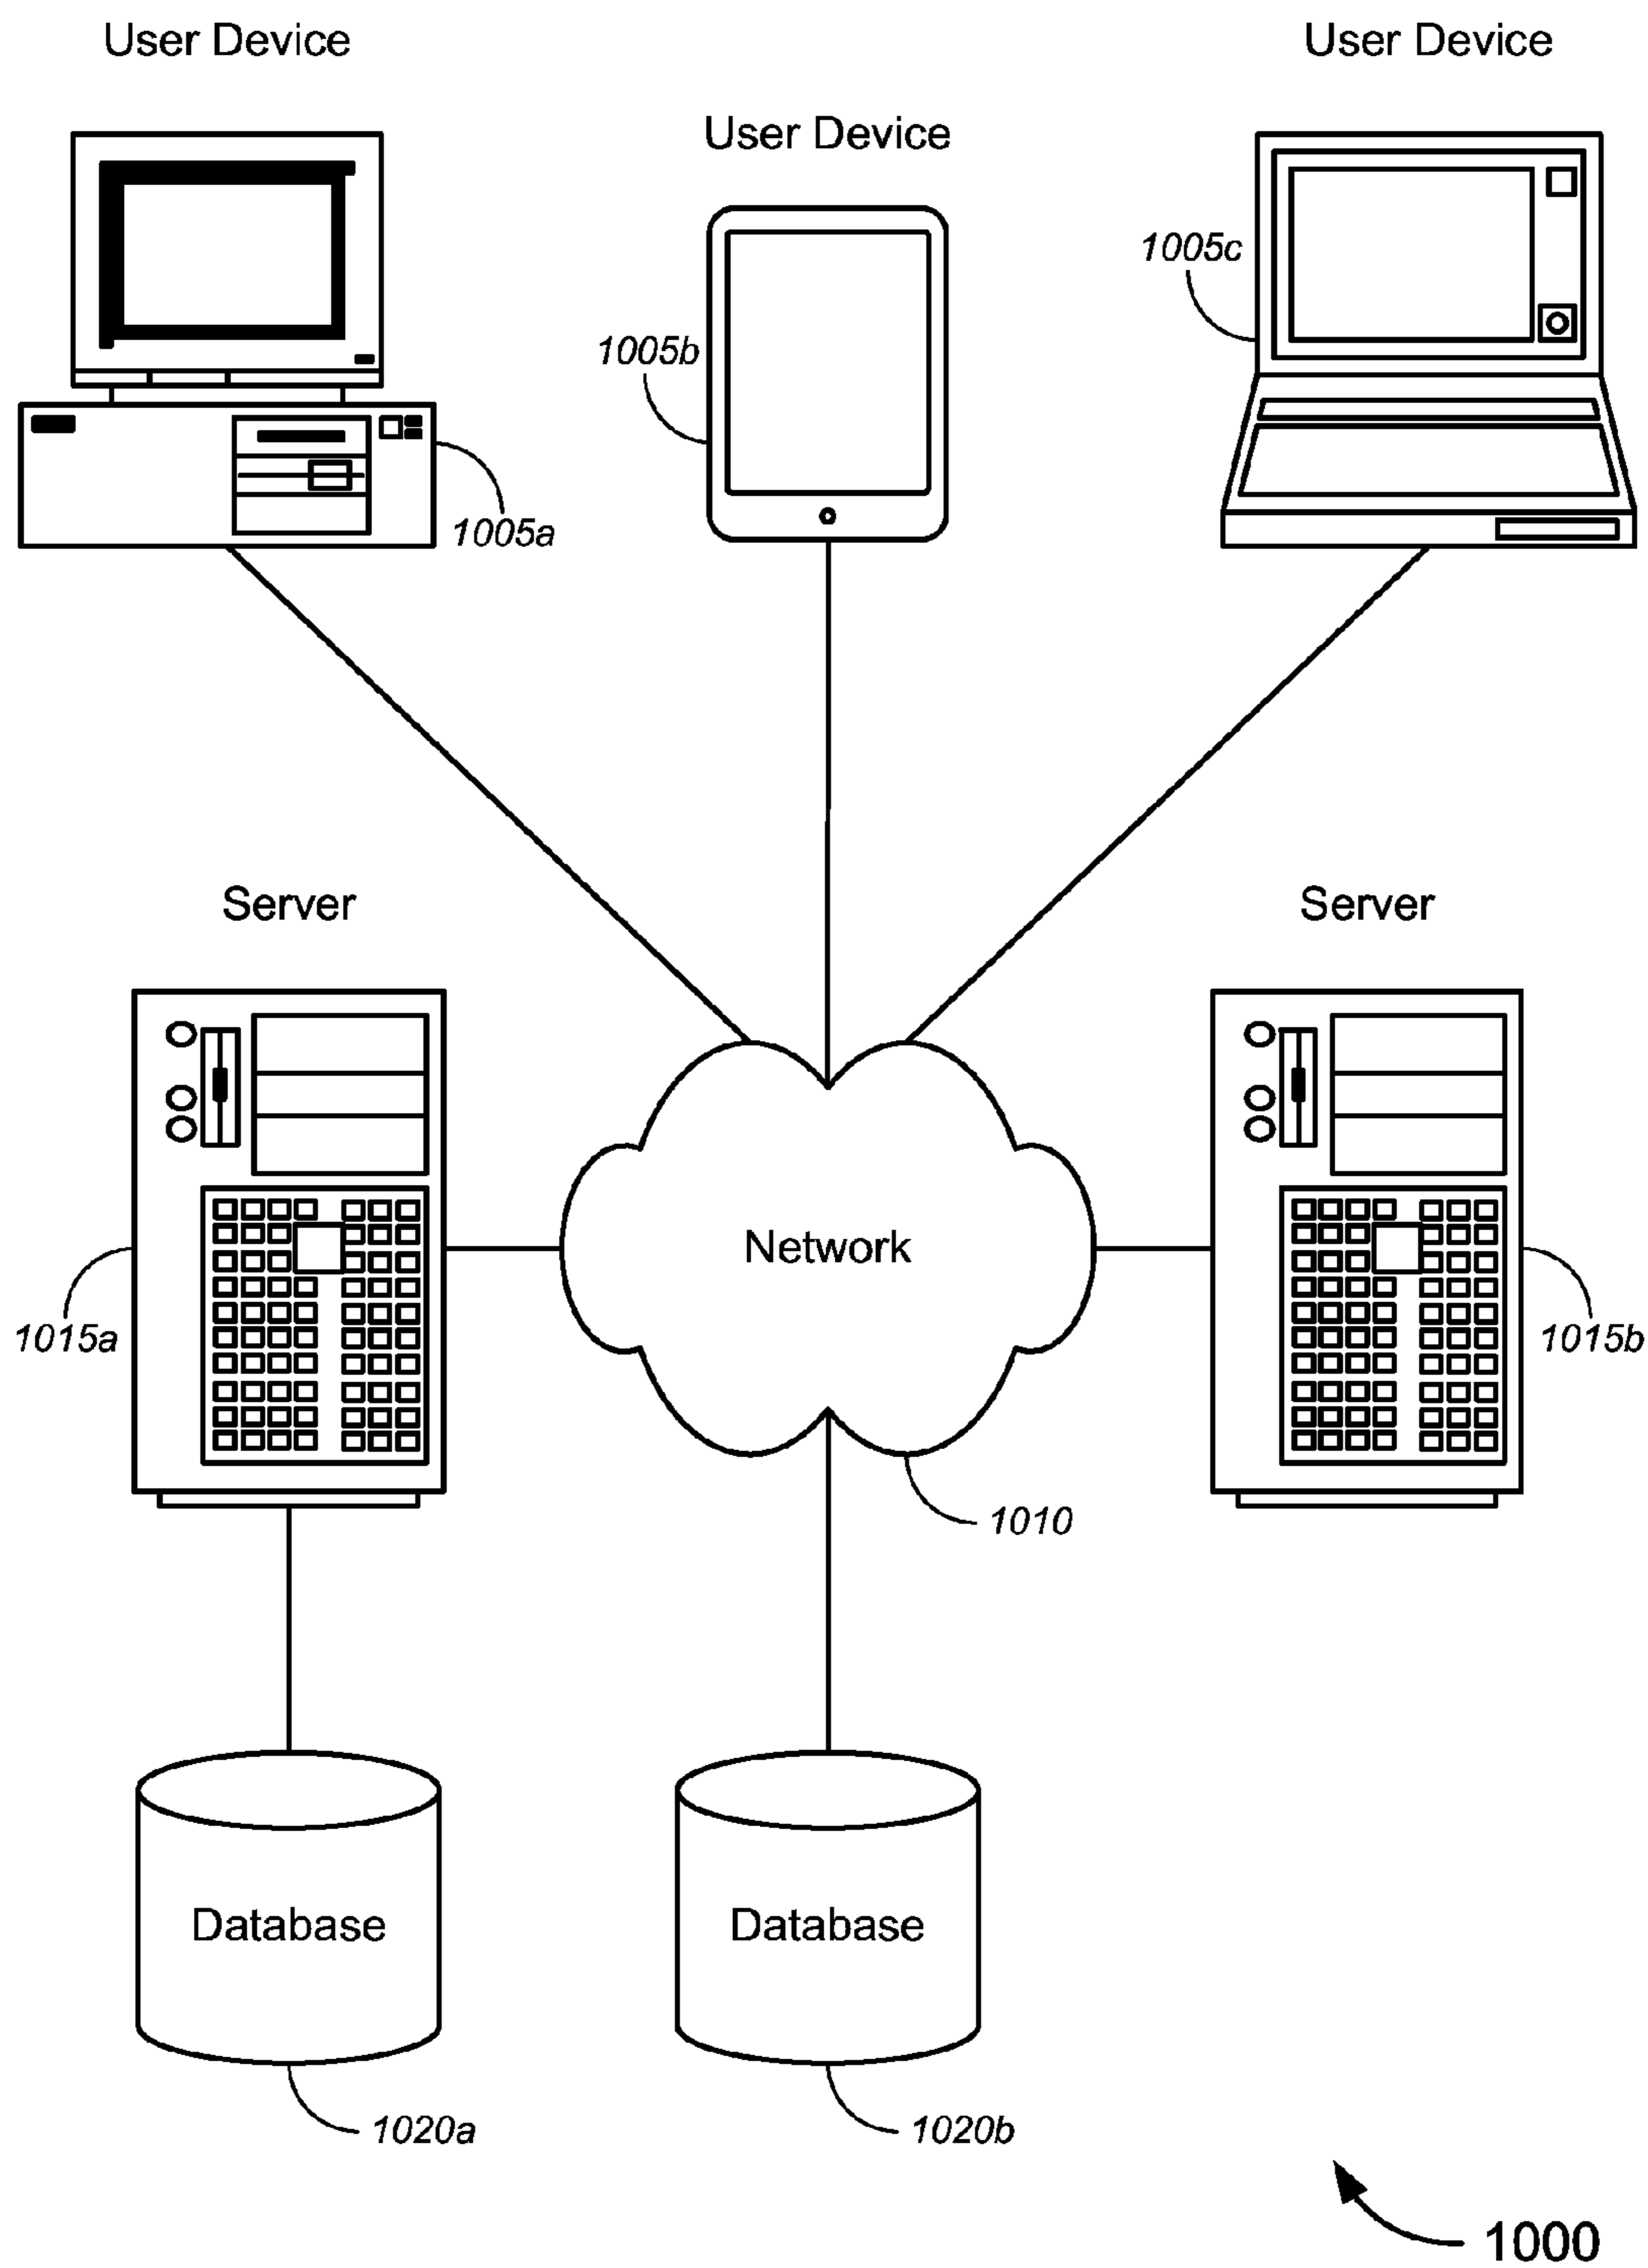 User Device
User Device
User Device
1005c
1005b
1005a
Server
Server
Network
1015a
1015b
1010
Database
Database
1020a
1020b
1000